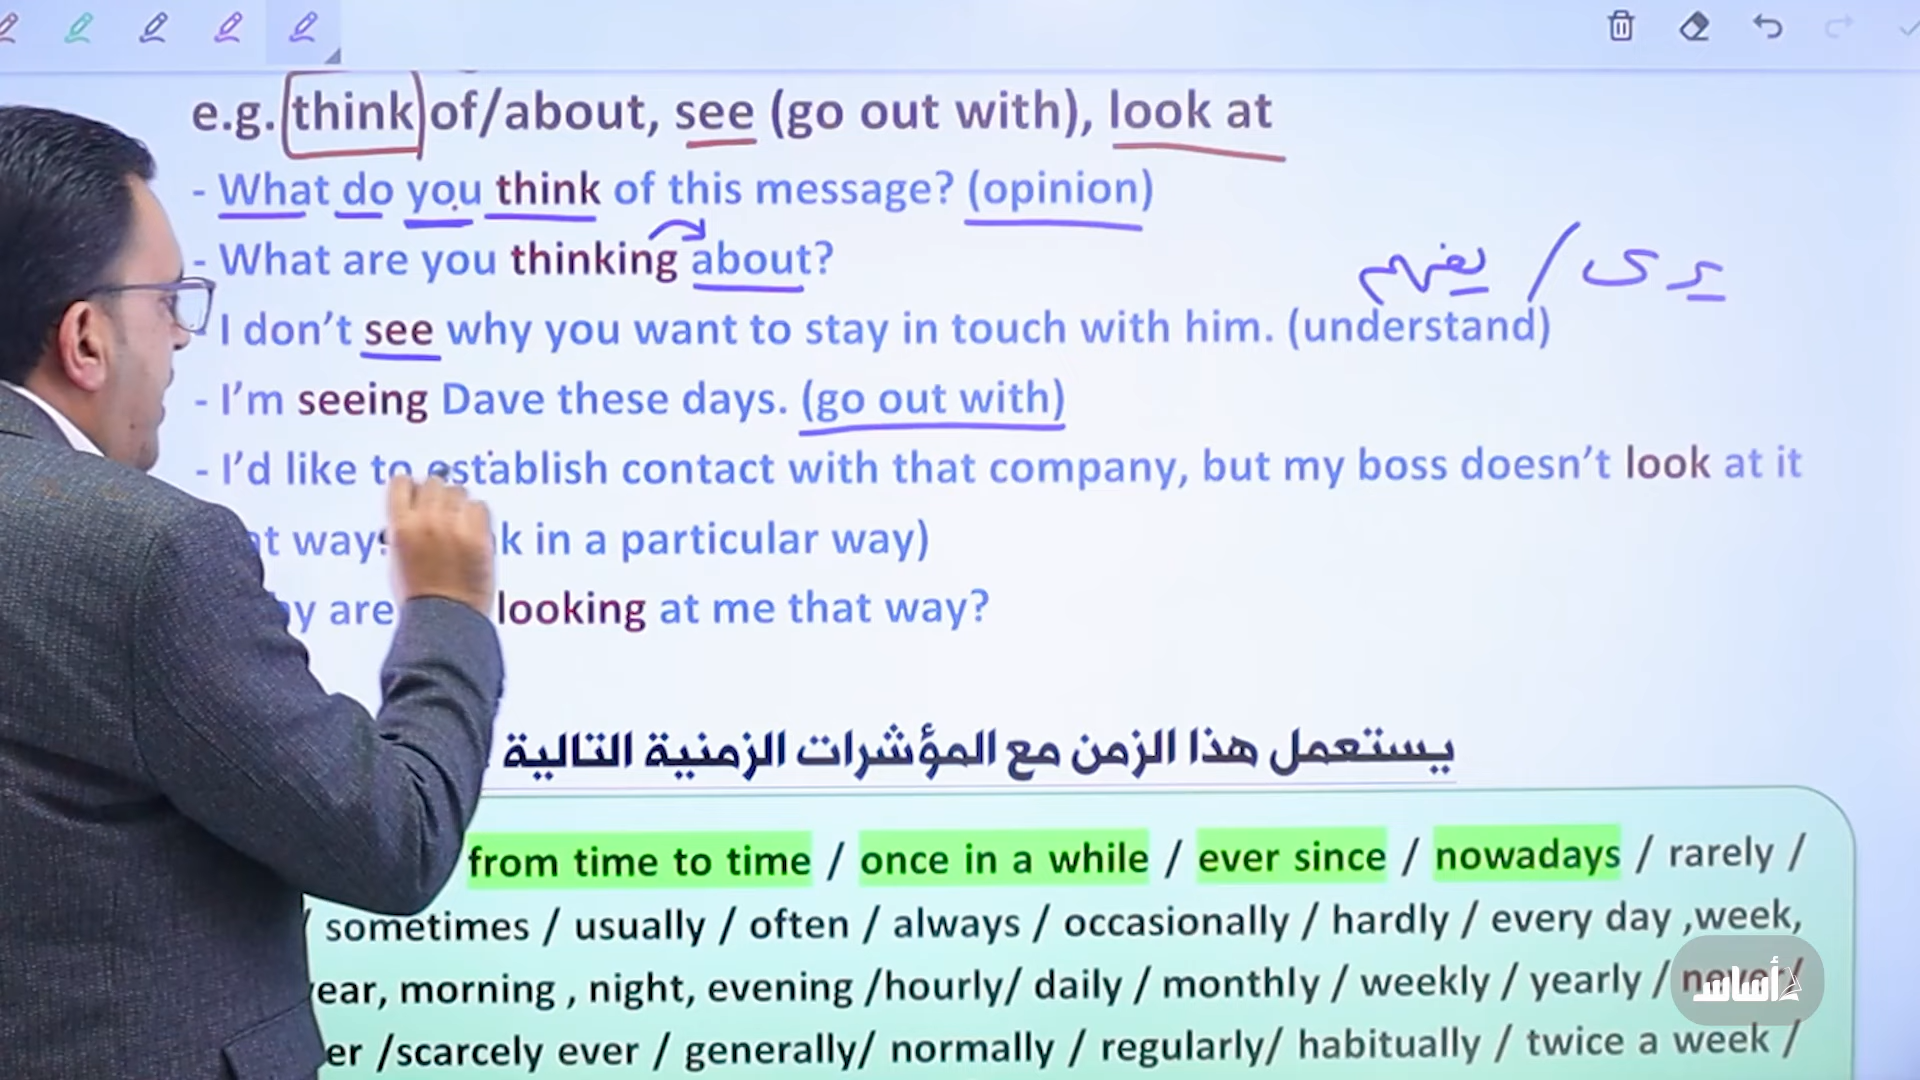 e.g. think of/about, see (go out with), look at
- What do you think of this message? (opinion)
- What are you thinking about?
يفهم / يرى
- I don't see why you want to stay in touch with him. (understand)
- I'm seeing Dave these days. (go out with)
- I'd like to establish contact with that company, but my boss doesn't look at it
way in a particular way)
are looking at me that way?
يستعمل هذا الزمن مع المؤشرات الزمنية التالية
from time to time / once in a while / ever since / nowadays / rarely /
/ sometimes / usually / often / always / occasionally / hardly / every day ,week,
ear, morning , night, evening /hourly/ daily / monthly / weekly / yearly / never /
er /scarcely ever / generally/ normally / regularly/ habitually / twice a week /
أساس